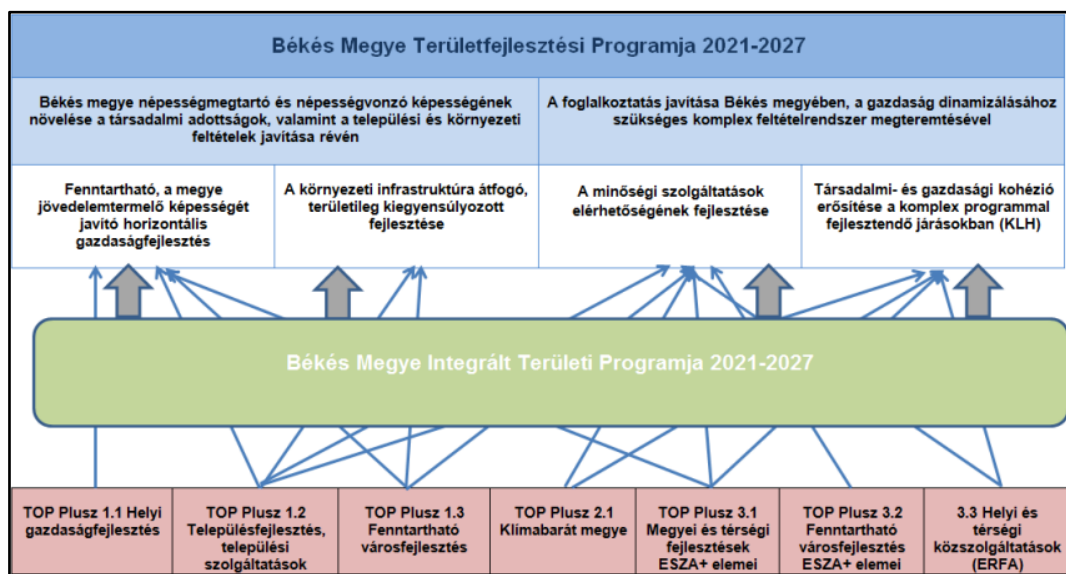 Békés Megye Területfejlesztési Programja 2021-2027
Békés megye népességmegtartó és népességvonzó képességének
növelése a társadalmi adottságok, valamint a települési és környezeti
feltételek javítása révén
A foglalkoztatás javítása Békés megyében, a gazdaság dinamizálásához
szükséges komplex feltételrendszer megteremtésével
Fenntartható, a megye
jövedelemtermelő képességét
javító horizontális
gazdaságfejlesztés
A környezeti infrastruktúra átfogó,
területileg kiegyensúlyozott
fejlesztése
A minőségi szolgáltatások
elérhetőségének fejlesztése
Társadalmi- és gazdasági kohézió
erősítése a komplex programmal
fejlesztendő járásokban (KLH)
Békés Megye Integrált Területi Programja 2021-2027
TOP Plusz 1.1 Helyi
gazdaságfejlesztés
TOP Plusz 1.2
Településfejlesztés,
települési
szolgáltatások
TOP Plusz 1.3
Fenntartható
városfejlesztés
TOP Plusz 2.1
Klímabarát megye
TOP Plusz 3.1
Megyei és térségi
fejlesztések
ESZA+ elemei
TOP Plusz 3.2
Fenntartható
városfejlesztés
ESZA+ elemei
3.3 Helyi és
térségi
közszolgáltatások
(ERFA)